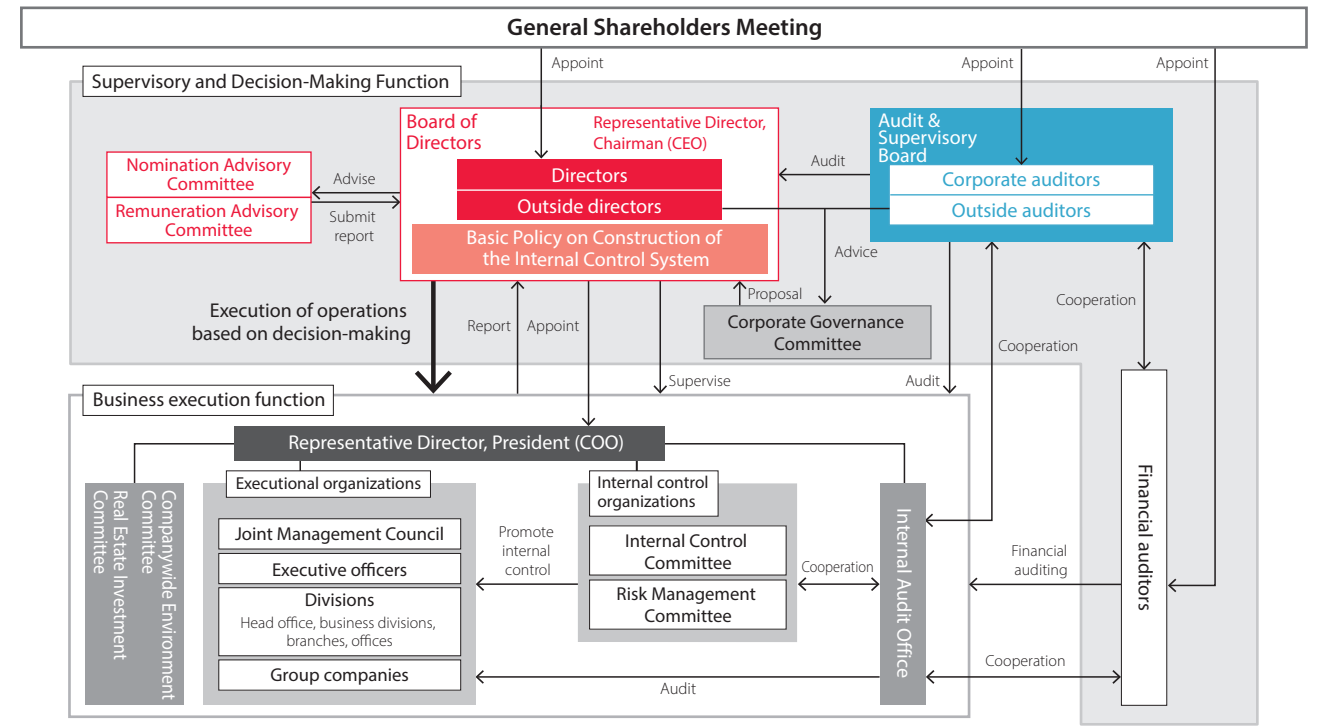 General Shareholders Meeting
Appoint
Appoint
Appoint
Supervisory and Decision-Making Function
Board of
Directors
Representative Director,
Chairman (CEO)
Directors
Outside directors
Basic Policy on Construction of
the Internal Control System
Audit &
Supervisory
Board
Corporate auditors
Outside auditors
Audit
Nomination Advisory
Committee
Remuneration Advisory
Committee
Advise
Submit
report
Advice
Proposal
Corporate Governance
Committee
Cooperation
Cooperation
Execution of operations
based on decision-making
Report
Appoint
Supervise
Audit
Business execution function
Representative Director, President (COO)
Companywide Environment
Committee
Real Estate Investment
Committee
Executional organizations
Joint Management Council
Executive officers
Divisions
Head office, business divisions,
branches, offices
Group companies
Promote
internal
control
Internal control
organizations
Internal Control
Committee
Risk Management
Committee
Cooperation
Internal Audit Office
Audit
Financial
auditing
Cooperation
Financial auditors